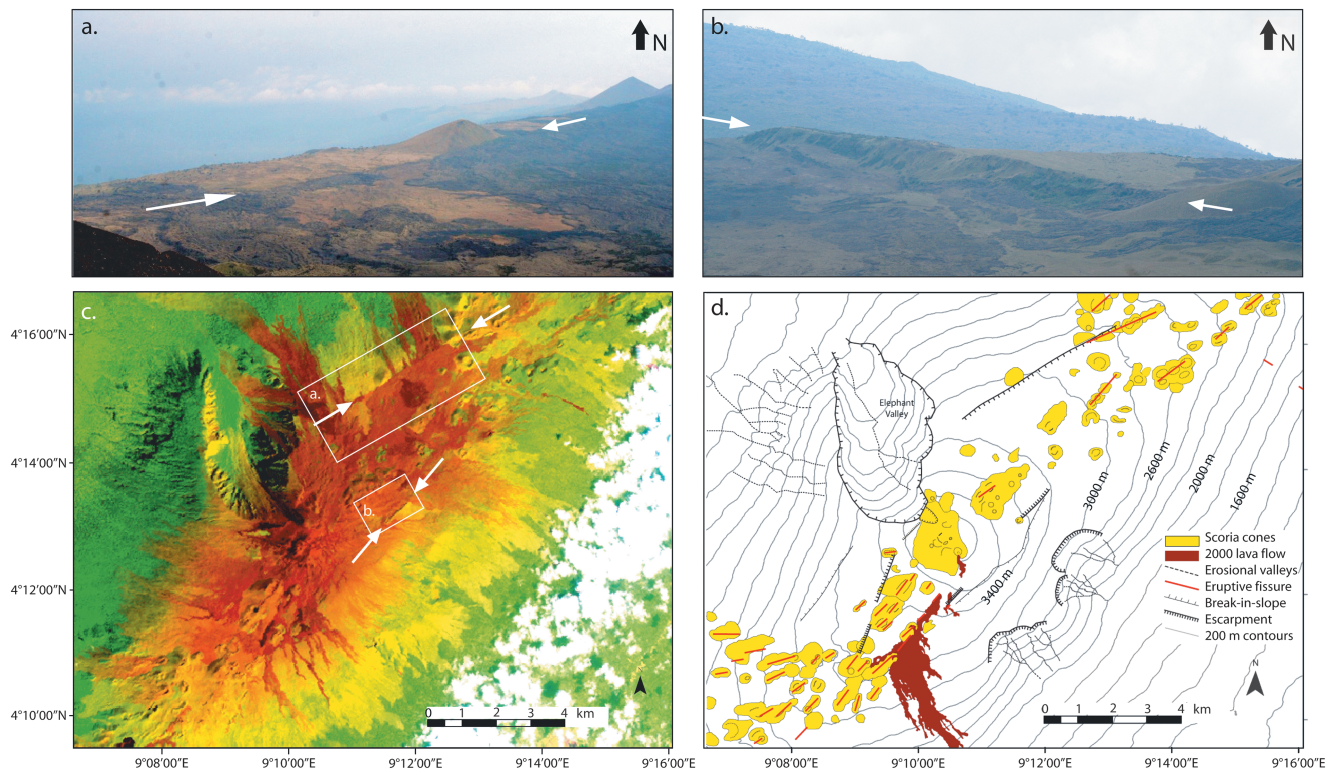 a.
N
b.
N
c.
4°16'00"N
4°14'00"N
4°12'00"N
4°10'00"N
a.
b.
0 1 2 3 4 km
9°08'00"E
9°10'00"E
9°12'00"E
9°14'00"E
9°16'00"E
d.
Elephant
Valley
3000 m
2600 m
2000 m
1600 m
3400 m
Scoria cones
2000 lava flow
Erosional valleys
Eruptive fissure
Break-in-slope
Escarpment
200 m contours
N
0 1 2 3 4 km
9°08'00"E
9°10'00"E
9°12'00"E
9°14'00"E
9°16'00"E